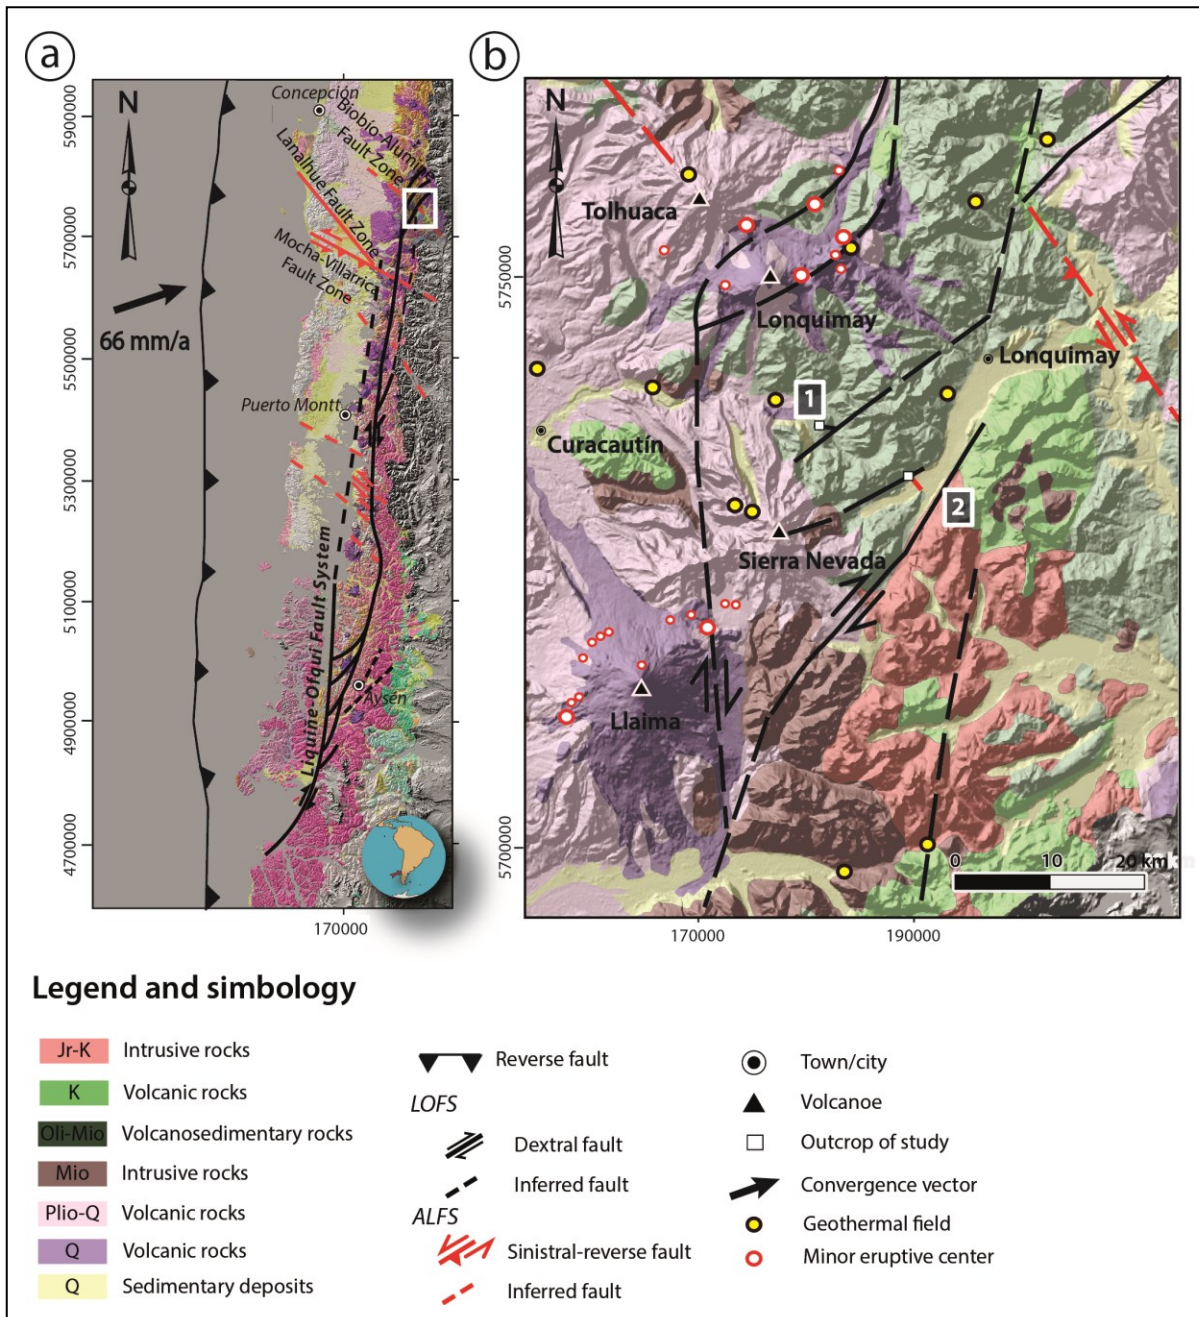 a
N
Concepción
Biobío-Aluminé
Fault Zone
Lanalhue Fault Zone
Mocha-Villarrica
Fault Zone
66 mm/a
Puerto Montt
Liquiñe-Ofqui Fault System
Aysén
5900000
5700000
5500000
5300000
5100000
4900000
4700000
170000
b
N
Tolhuaca
Lonquimay
Lonquimay
1
Curacautín
2
Sierra Nevada
Llaima
0 10 20 km
5750000
5700000
170000
190000
Legend and simbology
Jr-K Intrusive rocks
K Volcanic rocks
Oli-Mio Volcanosedimentary rocks
Mio Intrusive rocks
Plio-Q Volcanic rocks
Q Volcanic rocks
Q Sedimentary deposits
Reverse fault
LOFS
Dextral fault
Inferred fault
ALFS
Sinistral-reverse fault
Inferred fault
Town/city
Volcanoe
Outcrop of study
Convergence vector
Geothermal field
Minor eruptive center